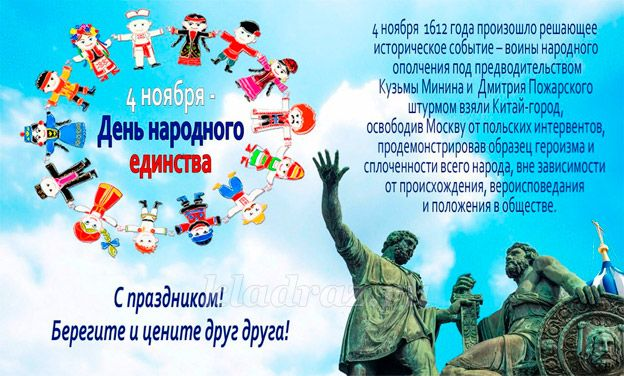 4 ноября -
День народного
единства
4 ноября 1612 года произошло решающее
историческое событие – воины народного
ополчения под предводительством
Кузьмы Минина и Дмитрия Пожарского
штурмом взяли Китай-город,
освободив Москву от польских интервентов,
продемонстрировав образец героизма и
сплоченности всего народа, вне зависимости
от происхождения, вероисповедания
и положения в обществе.
С праздником!
Берегите и цените друг друга!